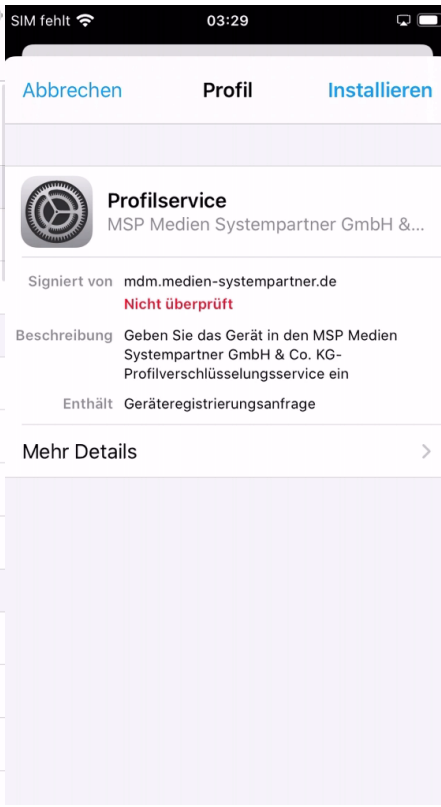 SIM fehlt 03:29
Abbrechen Profil Installieren
Profilservice
MSP Medien Systempartner GmbH &...
Signiert von mdm.medien-systempartner.de
Nicht überprüft
Beschreibung Geben Sie das Gerät in den MSP Medien
Systempartner GmbH & Co. KG-
Profilverschlüsselungsservice ein
Enthält Geräteregistrierungsanfrage
Mehr Details